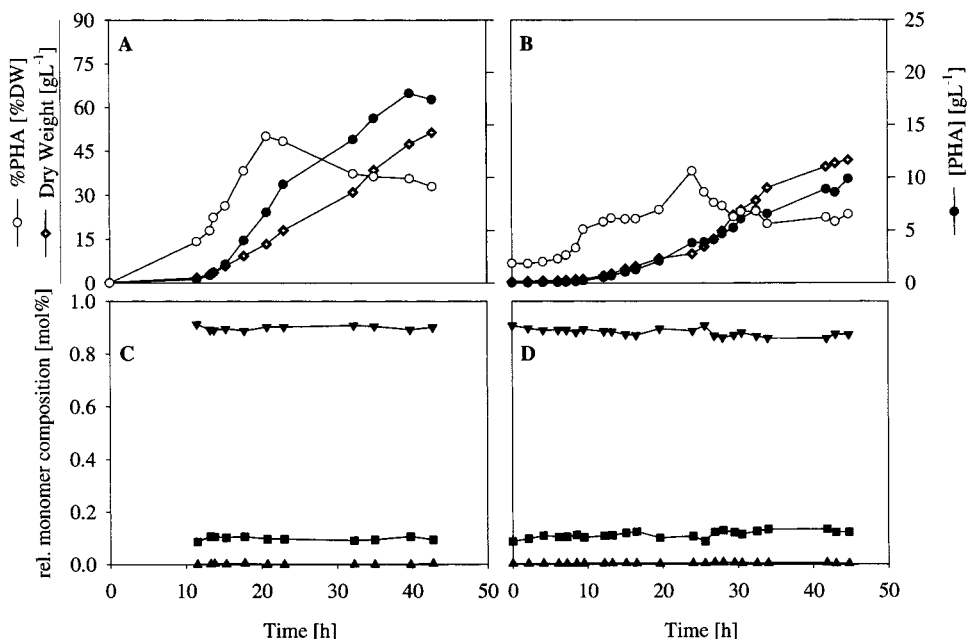 %PHA [%DW]
Dry Weight [gL-1]
90
75
60
45
30
15
0
A
B
25
20
15
10
5
0
[PHA] [gL-1]
rel. monomer composition [mol%]
1.0
0.8
0.6
0.4
0.2
0.0
C
D
0 10 20 30 40 50
0 10 20 30 40 50
Time [h]
Time [h]